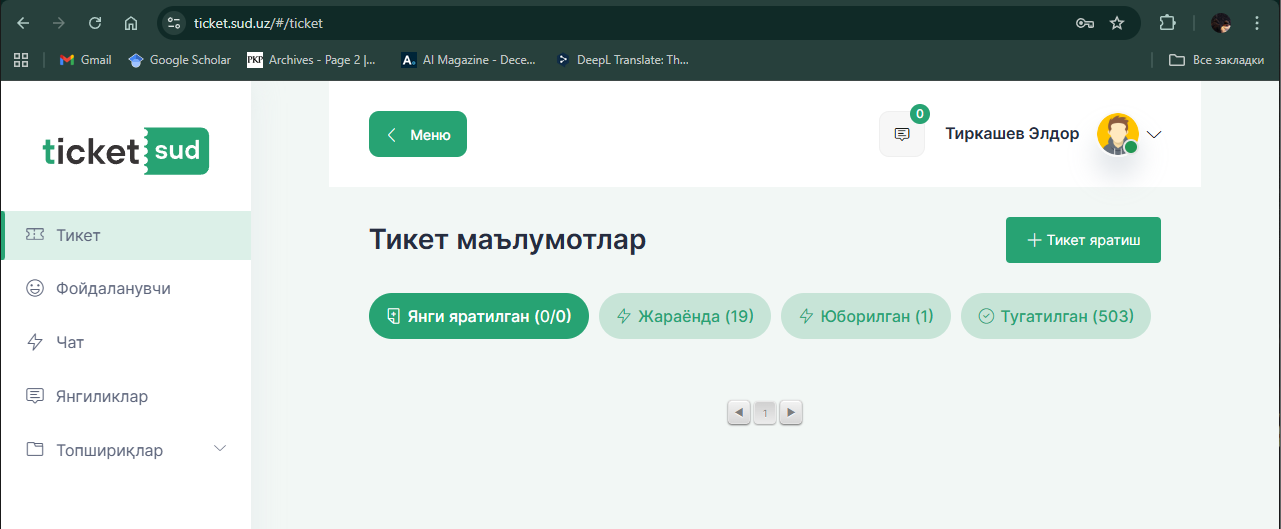 ticket.sud.uz/#/ticket
Gmail
Google Scholar
PKP Archives - Page 2 |...
A. AI Magazine - Dece...
DeepL Translate: Th...
Все закладки
ticket sud
Меню
0
Тиркашев Элдор
Тикет
Фойдаланувчи
Чат
Янгиликлар
Топшириқлар
Тикет маълумотлар
Тикет яратиш
Янги яратилган (0/0)
Жараёнда (19)
Юборилган (1)
Тугатилган (503)
1